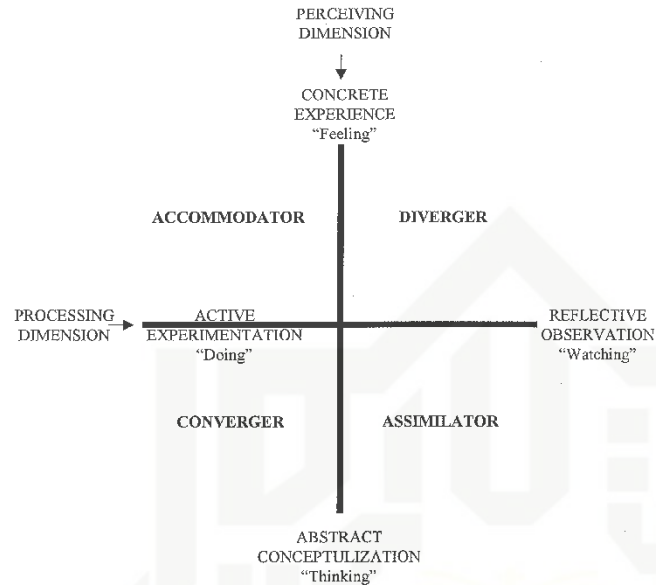 PERCEIVING
DIMENSION
CONCRETE
EXPERIENCE
“Feeling”
ACCOMMODATOR
DIVERGER
PROCESSING
DIMENSION
ACTIVE
EXPERIMENTATION
“Doing”
REFLECTIVE
OBSERVATION
“Watching”
CONVERGER
ASSIMILATOR
ABSTRACT
CONCEPTULIZATION
“Thinking”